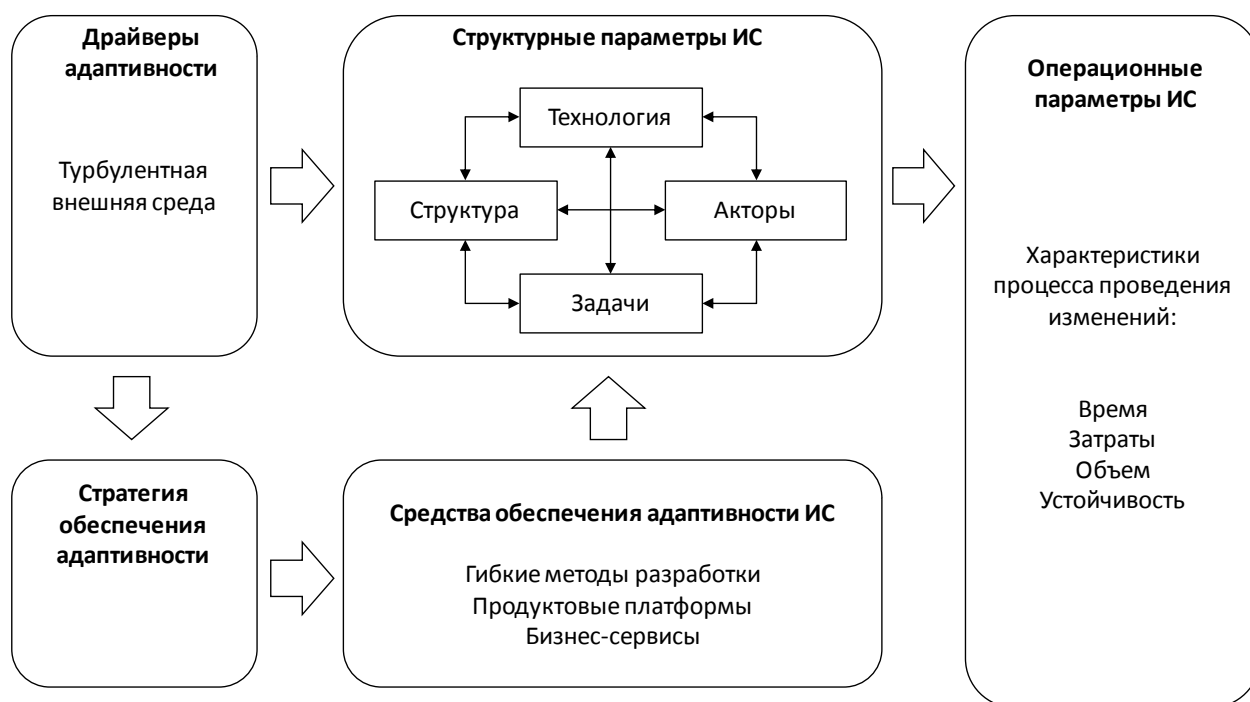 Драйверы
адаптивности
Турбулентная
внешняя среда
Структурные параметры ИС
Технология
Структура
Акторы
Задачи
Операционные
параметры ИС
Характеристики
процесса проведения
изменений:
Время
Затраты
Объем
Устойчивость
Стратегия
обеспечения
адаптивности
Средства обеспечения адаптивности ИС
Гибкие методы разработки
Продуктовые платформы
Бизнес-сервисы